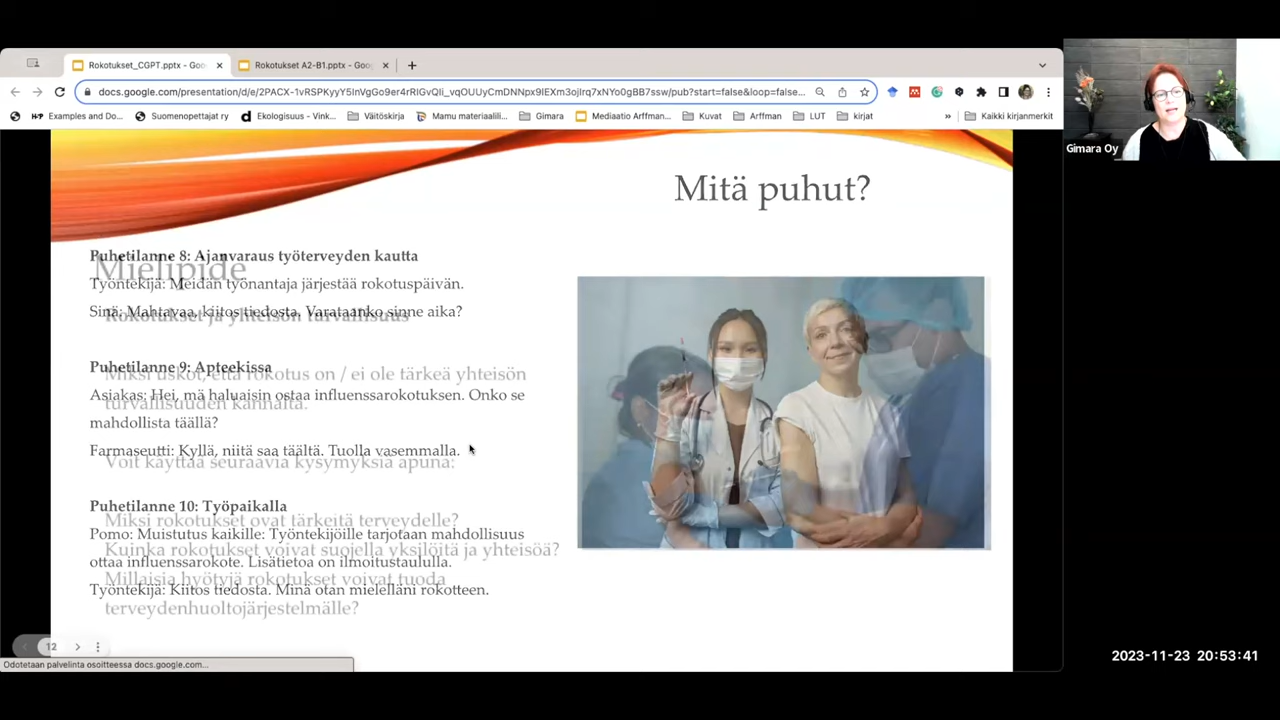 Rokotukset_CGPT.pptx - Goo
Rokotukset A2-B1.pptx - Goo
docs.google.com/presentation/d/e/2PACX-1vRSPKyyY5InVgGo9er4rRIGvQIi_vqOUUyCmDNNpx9IEXm3ojIrq7xNYo0gBB7ssw/pub?start=false&loop=false...
Examples and Do...
Suomenopettajat ry
Ekologisuus - Vink...
Väitöskirja
Mamu materiaalili...
Gimara
Mediaatio Arffman...
Kuvat
Arffman
LUT
kirjat
»
Kaikki kirjanmerkit
Gimara Oy
Mitä puhut?
Puhetilanne 8: Ajanvaraus työterveyden kautta
Mielipide
Työntekijä: Meidän työnantaja järjestää rokotuspäivän.
Sinä: Mahtavaa, kiitos tiedosta. Varataanko sinne aika?
Rokotukset ja yhteisön turvallisuus
Puhetilanne 9: Apteekissa
Miksi uskot, että rokotus on / ei ole tärkeä yhteisön
Asiakas: Hei, mä haluaisin ostaa influenssarokotuksen. Onko se
turvallisuuden kannalta.
mahdollista täällä?
Farmaseutti: Kyllä, niitä saa täältä. Tuolla vasemmalla.
Voit käyttää seuraavia kysymyksiä apuna:
Puhetilanne 10: Työpaikalla
Miksi rokotukset ovat tärkeitä terveydelle?
Pomo: Muistutus kaikille: Työntekijöille tarjotaan mahdollisuus
Kuinka rokotukset voivat suojella yksilöitä ja yhteisöä?
ottaa influenssarokote. Lisätietoa on ilmoitustaululla.
Millaisia hyötyjä rokotukset voivat tuoda
Työntekijä: Kiitos tiedosta. Minä otan mielelläni rokotteen.
terveydenhuoltojärjestelmälle?
12
Odotetaan palvelinta osoitteessa docs.google.com...
2023-11-23 20:53:41